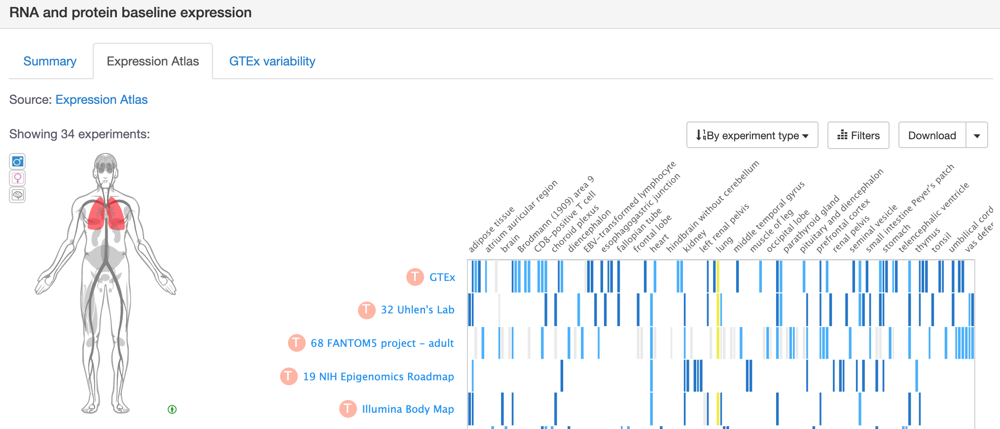 RNA and protein baseline expression
Summary
Expression Atlas
GTEx variability
Source: Expression Atlas
Showing 34 experiments:
By experiment type
Filters
Download
adipose tissue
atrium auricular region
brain
Brodmann (1909) area 9
CD8-positive T cell
choroid plexus
diencephalon
EBV-transformed lymphocyte
esophagogastric junction
fallopian tube
frontal lobe
heart
hindbrain without cerebellum
kidney
left renal pelvis
lung
middle temporal gyrus
muscle of leg
occipital lobe
parathyroid gland
pituitary and diencephalon
prefrontal cortex
renal pelvis
seminal vesicle
small intestine Peyer's patch
stomach
telencephalic ventricle
thymus
tonsil
umbilical cord
vas defer
T GTEx
T 32 Uhlen's Lab
T 68 FANTOM5 project - adult
T 19 NIH Epigenomics Roadmap
T Illumina Body Map